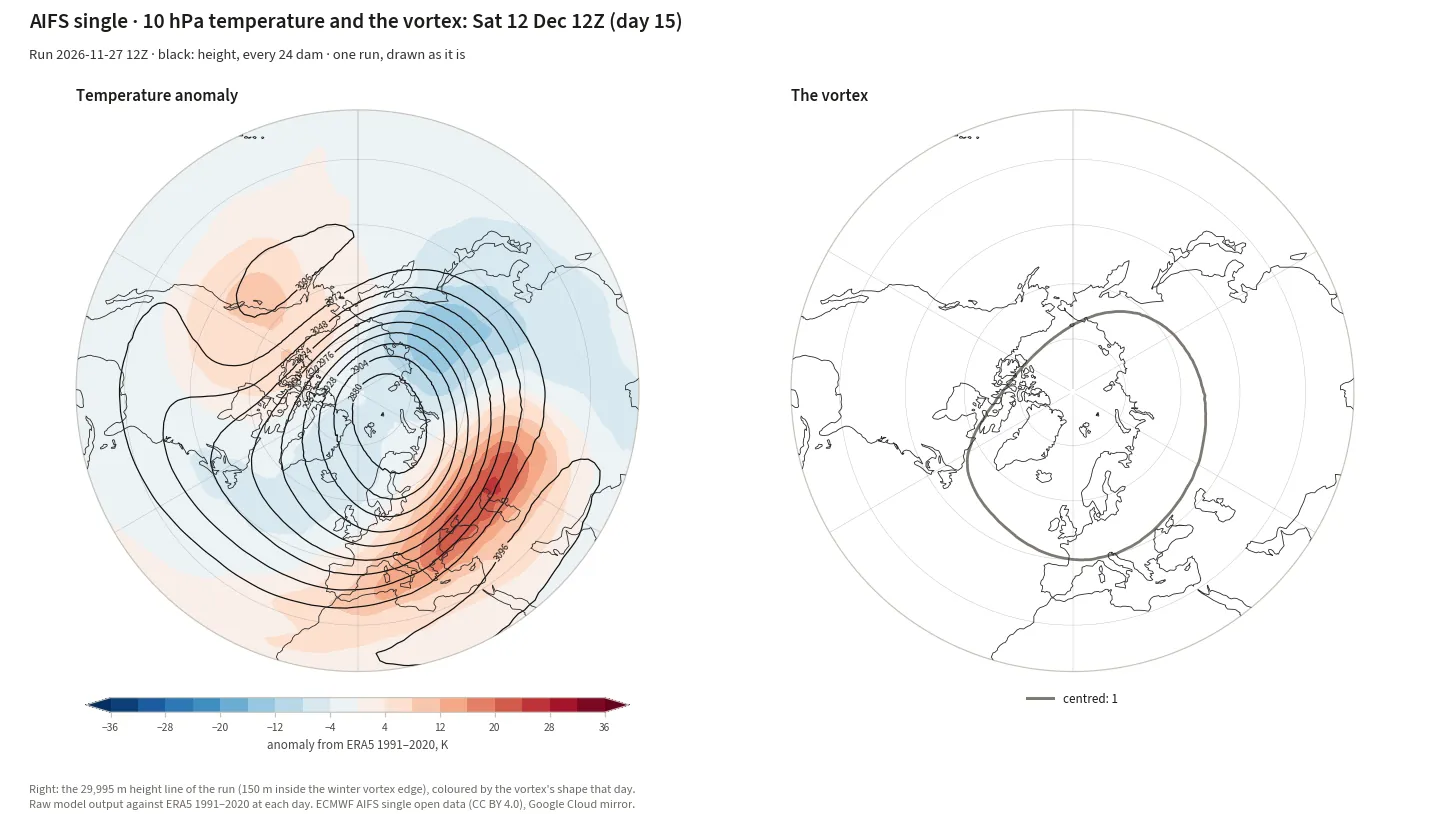 AIFS single · 10 hPa temperature and the vortex: Sat 12 Dec 12Z (day 15)
Run 2026-11-27 12Z · black: height, every 24 dam · one run, drawn as it is
Temperature anomaly
The vortex
3096
3048
2976
2904
2880
2928
3096
−36 −28 −20 −12 −4 4 12 20 28 36
anomaly from ERA5 1991–2020, K
centred: 1
Right: the 29,995 m height line of the run (150 m inside the winter vortex edge), coloured by the vortex's shape that day.
Raw model output against ERA5 1991–2020 at each day. ECMWF AIFS single open data (CC BY 4.0), Google Cloud mirror.